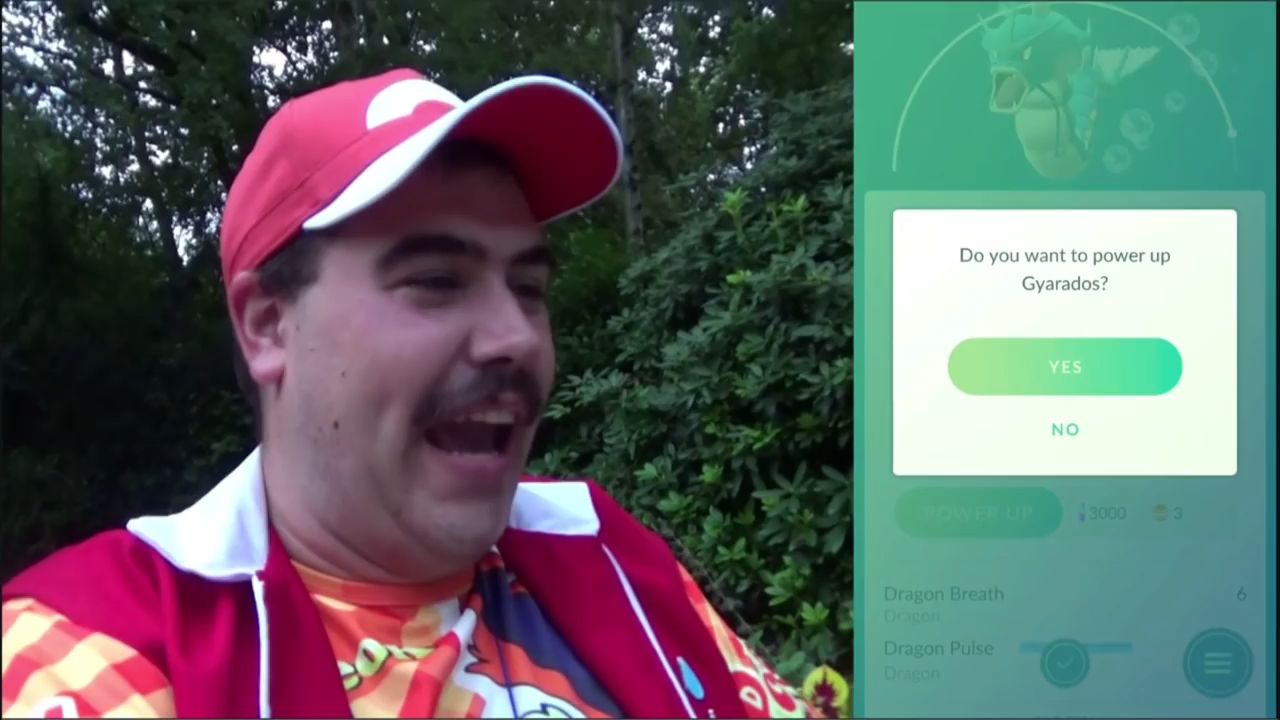 Do you want to power up
Gyarados?
YES
NO
POWER UP 3000 3
Dragon Breath 6
Dragon
Dragon Pulse
Dragon